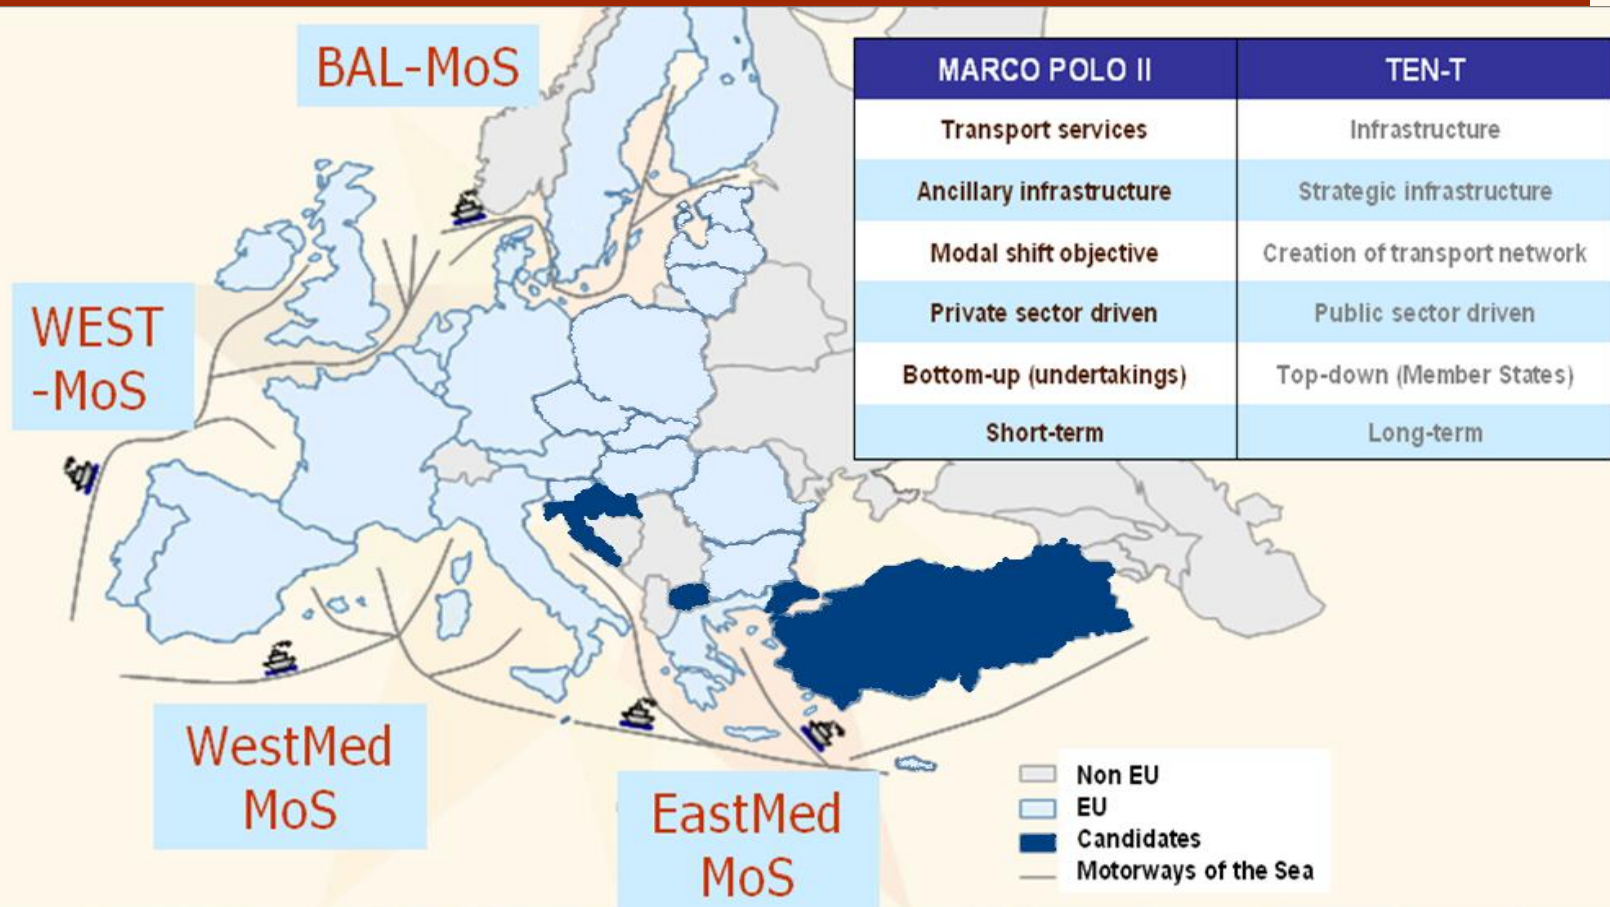 BAL-MoS
MARCO POLO II TEN-T
Transport services Infrastructure
Ancillary infrastructure Strategic infrastructure
Modal shift objective Creation of transport network
Private sector driven Public sector driven
Bottom-up (undertakings) Top-down (Member States)
Short-term Long-term
WEST
-MoS
WestMed
MoS
EastMed
MoS
Non EU
EU
Candidates
Motorways of the Sea